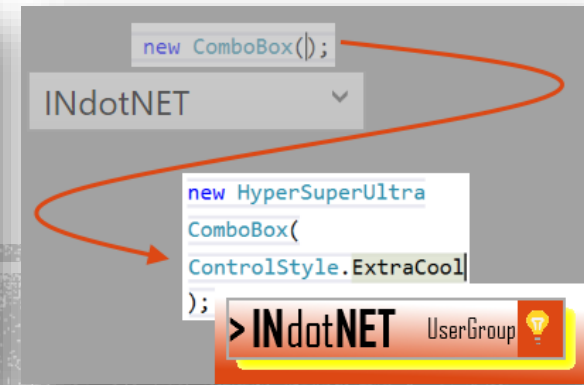 new ComboBox();
INdotNET
new HyperSuperUltra
ComboBox(
ControlStyle.ExtraCool
);
>INdotNET UserGroup